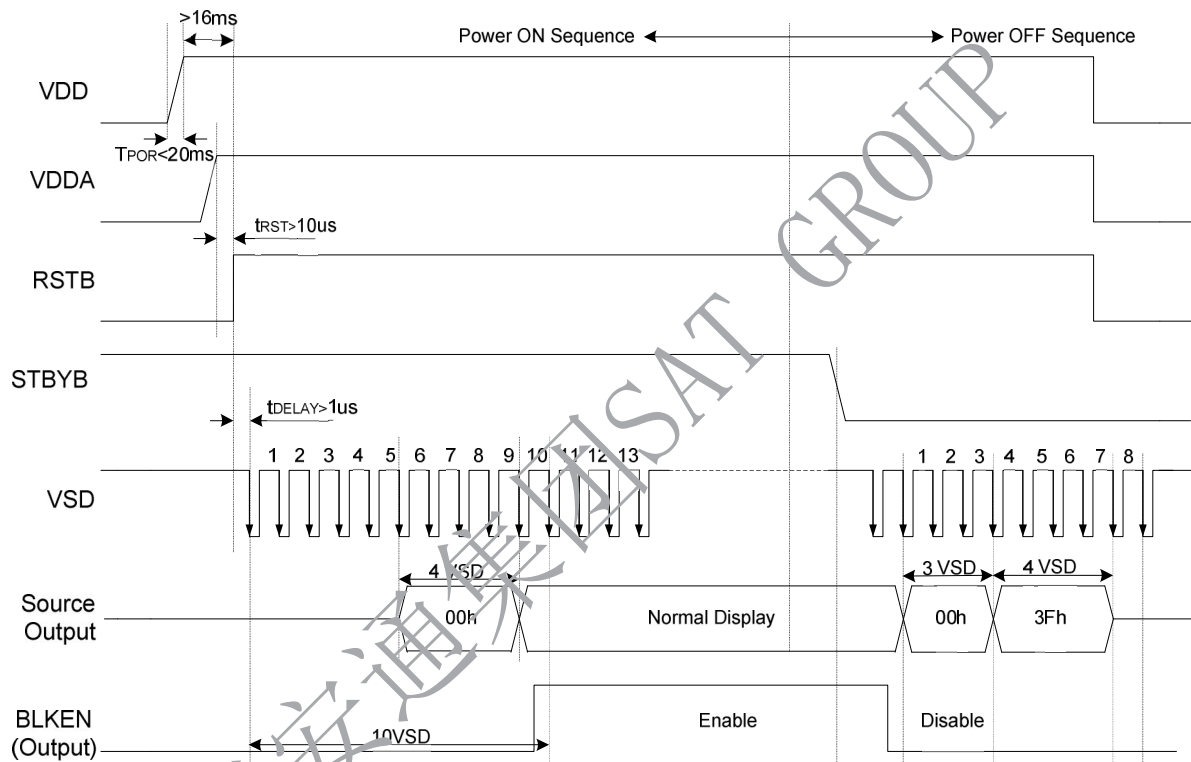 >16ms
Power ON Sequence
Power OFF Sequence
VDD
TPOR<20ms
VDDA
tRST>10us
RSTB
STBYB
tDELAY>1us
1 2 3 4 5 6 7 8 9 10 11 12 13
1 2 3 4 5 6 7 8
VSD
4 VSD
3 VSD
4 VSD
Source
Output
00h
Normal Display
00h
3Fh
BLKEN
(Output)
10VSD
Enable
Disable
通集团SAT GROUP